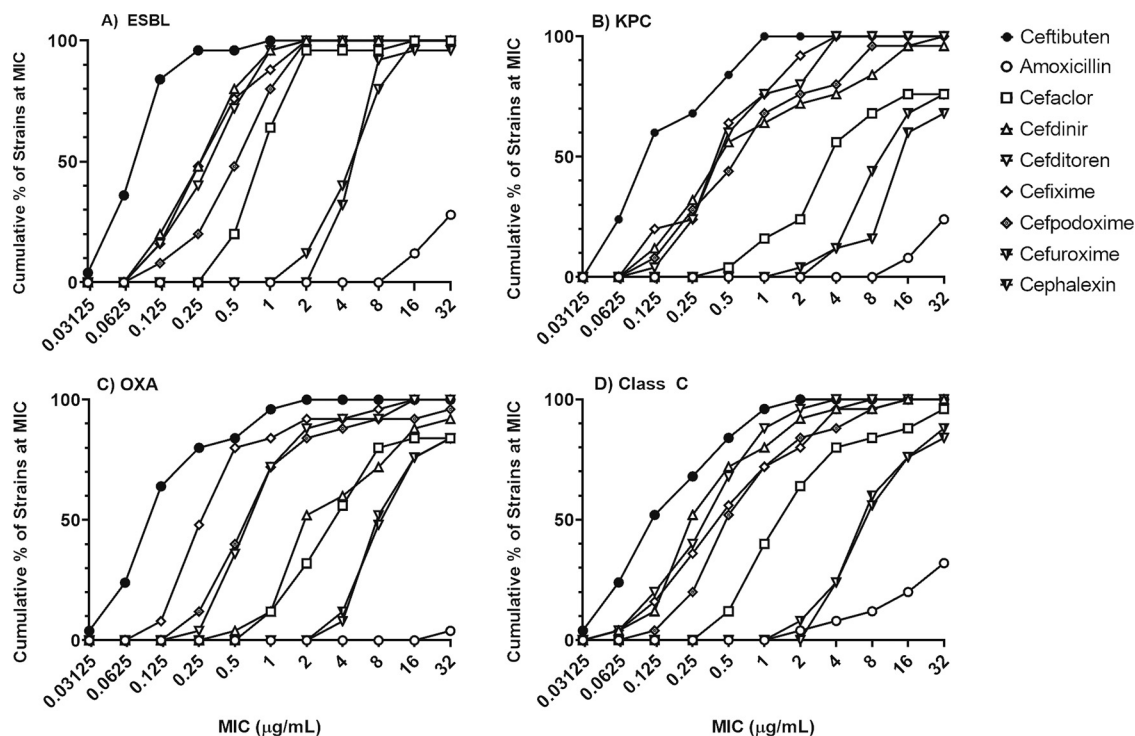 A) ESBL
Cumulative % of Strains at MIC
100
50
0
0.03125
0.0625
0.125
0.25
0.5
1
2
4
8
16
32
B) KPC
Cumulative % of Strains at MIC
100
50
0
0.03125
0.0625
0.125
0.25
0.5
1
2
4
8
16
32
Ceftibuten
Amoxicillin
Cefaclor
Cefdinir
Cefditoren
Cefixime
Cefpodoxime
Cefuroxime
Cephalexin
C) OXA
Cumulative % of Strains at MIC
100
50
0
0.03125
0.0625
0.125
0.25
0.5
1
2
4
8
16
32
MIC (μg/mL)
D) Class C
Cumulative % of Strains at MIC
100
50
0
0.03125
0.0625
0.125
0.25
0.5
1
2
4
8
16
32
MIC (μg/mL)